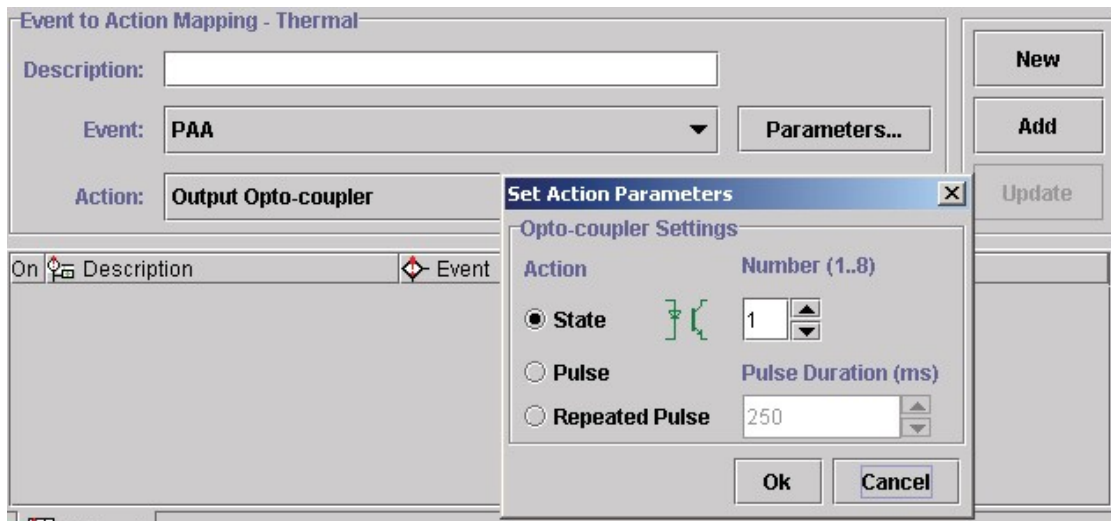 Event to Action Mapping - Thermal
Description:
New
Event: PAA Parameters...
Add
Action: Output Opto-coupler
Update
On Description Event
Set Action Parameters
Opto-coupler Settings
Action Number (1..8)
State 1
Pulse Pulse Duration (ms)
Repeated Pulse 250
Ok Cancel